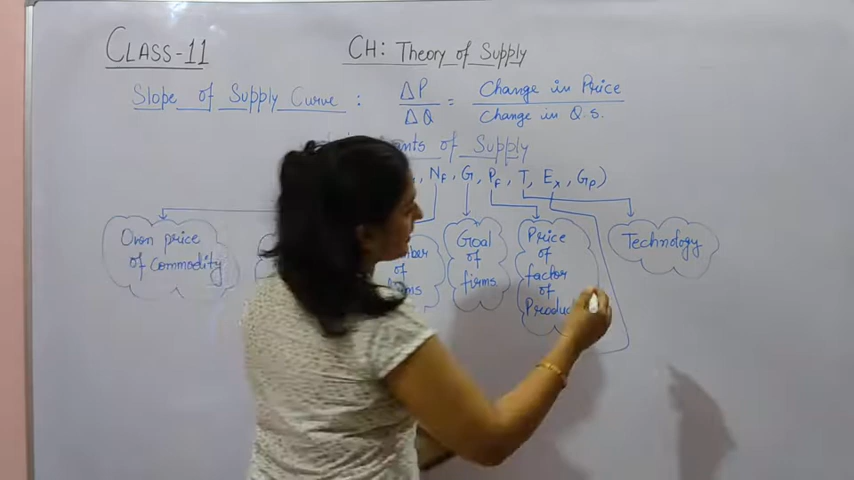 CLASS-11
CH: Theory of Supply
Slope of Supply Curve : ΔP/ΔQ = Change in Price / Change in Q.S.
of Supply
NF, G, PF, T, Ex, GP)
Own price
of commodity
of
Goal
of
firms
Price
of
factor
of
Technology